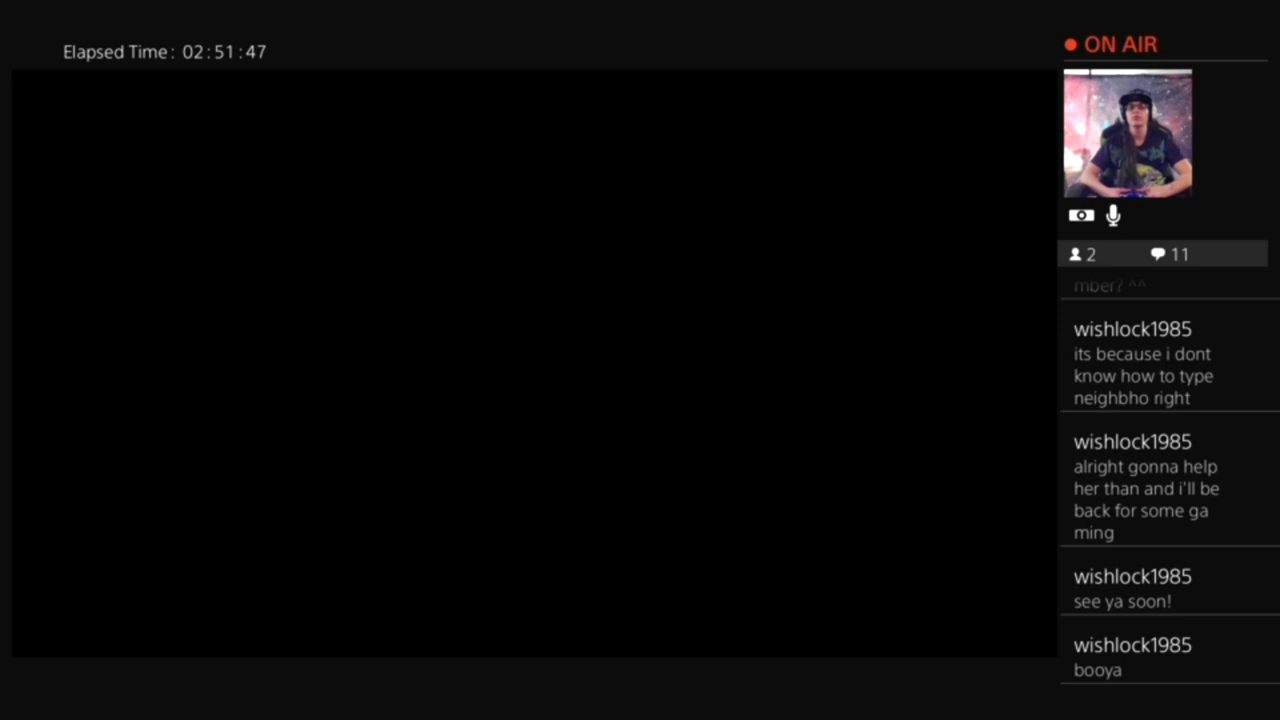 Elapsed Time: 02:51:47
ON AIR
2 11
mber? ^^
wishlock1985
its because i dont
know how to type
neighbho right
wishlock1985
alright gonna help
her than and i'll be
back for some ga
ming
wishlock1985
see ya soon!
wishlock1985
booya